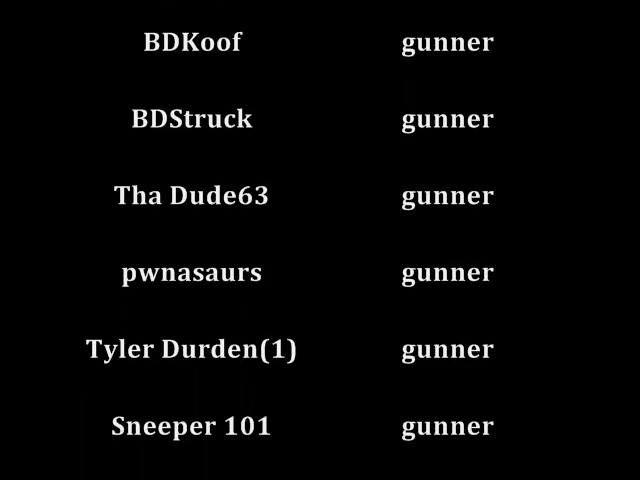 BDKoof gunner
BDStruck gunner
Tha Dude63 gunner
pwnasaurs gunner
Tyler Durden(1) gunner
Sneeper 101 gunner